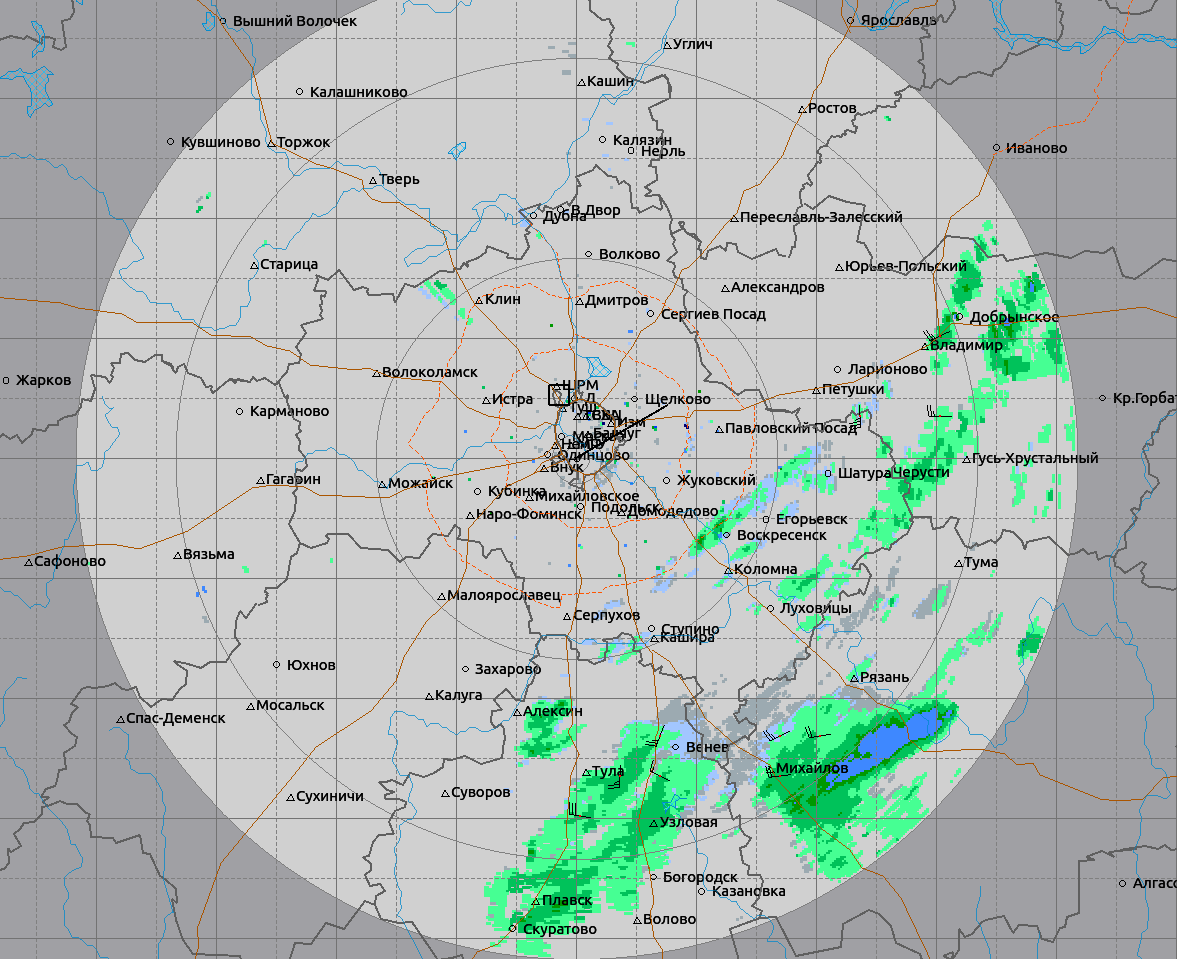 Вышний Волочек
Ярославль
Углич
Кашин
Калашниково
Ростов
Калязин
Кувшиново
Торжок
Нерль
Иваново
Тверь
В.Двор
Дубна
Переславль-Залесский
Волково
Старица
Юрьев-Польский
Александров
Клин
Дмитров
Сергиев Посад
Добрынское
Владимир
Волоколамск
Ларионово
Жарков
ШРМ
Петушки
Истра
Щелково
Кр.Горбат
Карманово
Туш
Изм
Павловский Посад
Балчуг
Одинцово
Гусь-Хрустальный
Внук
Шатура
Черусти
Гагарин
Можайск
Жуковский
Кубинка
Михайловское
Подольск
Домодедово
Наро-Фоминск
Егорьевск
Воскресенск
Вязьма
Сафоново
Тума
Коломна
Малоярославец
Луховицы
Серпухов
Ступино
Кашира
Юхнов
Захарово
Рязань
Калуга
Мосальск
Алексин
Спас-Деменск
Венев
Тула
Михайлов
Сухиничи
Суворов
Узловая
Богородск
Алгасо
Казановка
Плавск
Волово
Скуратово